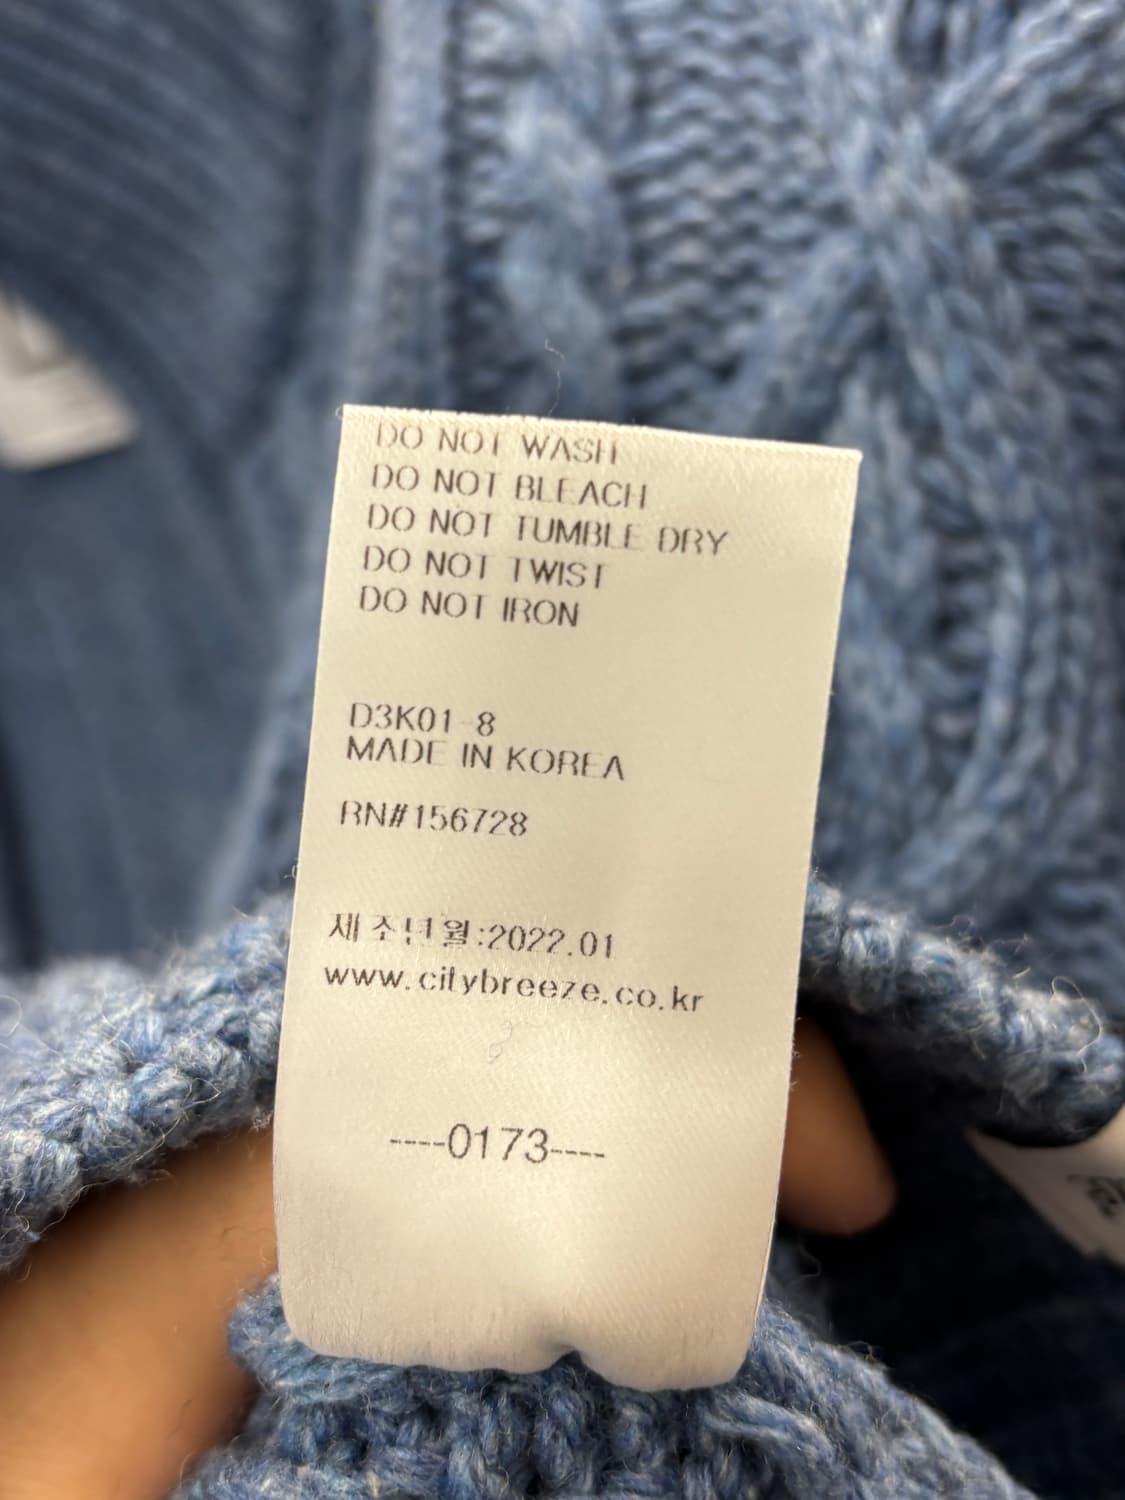 DO NOT WASH
DO NOT BLEACH
DO NOT TUMBLE DRY
DO NOT TWIST
DO NOT IRON
D3K01-8
MADE IN KOREA
RN#156728
제조년월:2022.01
www.citybreeze.co.kr
----0173----